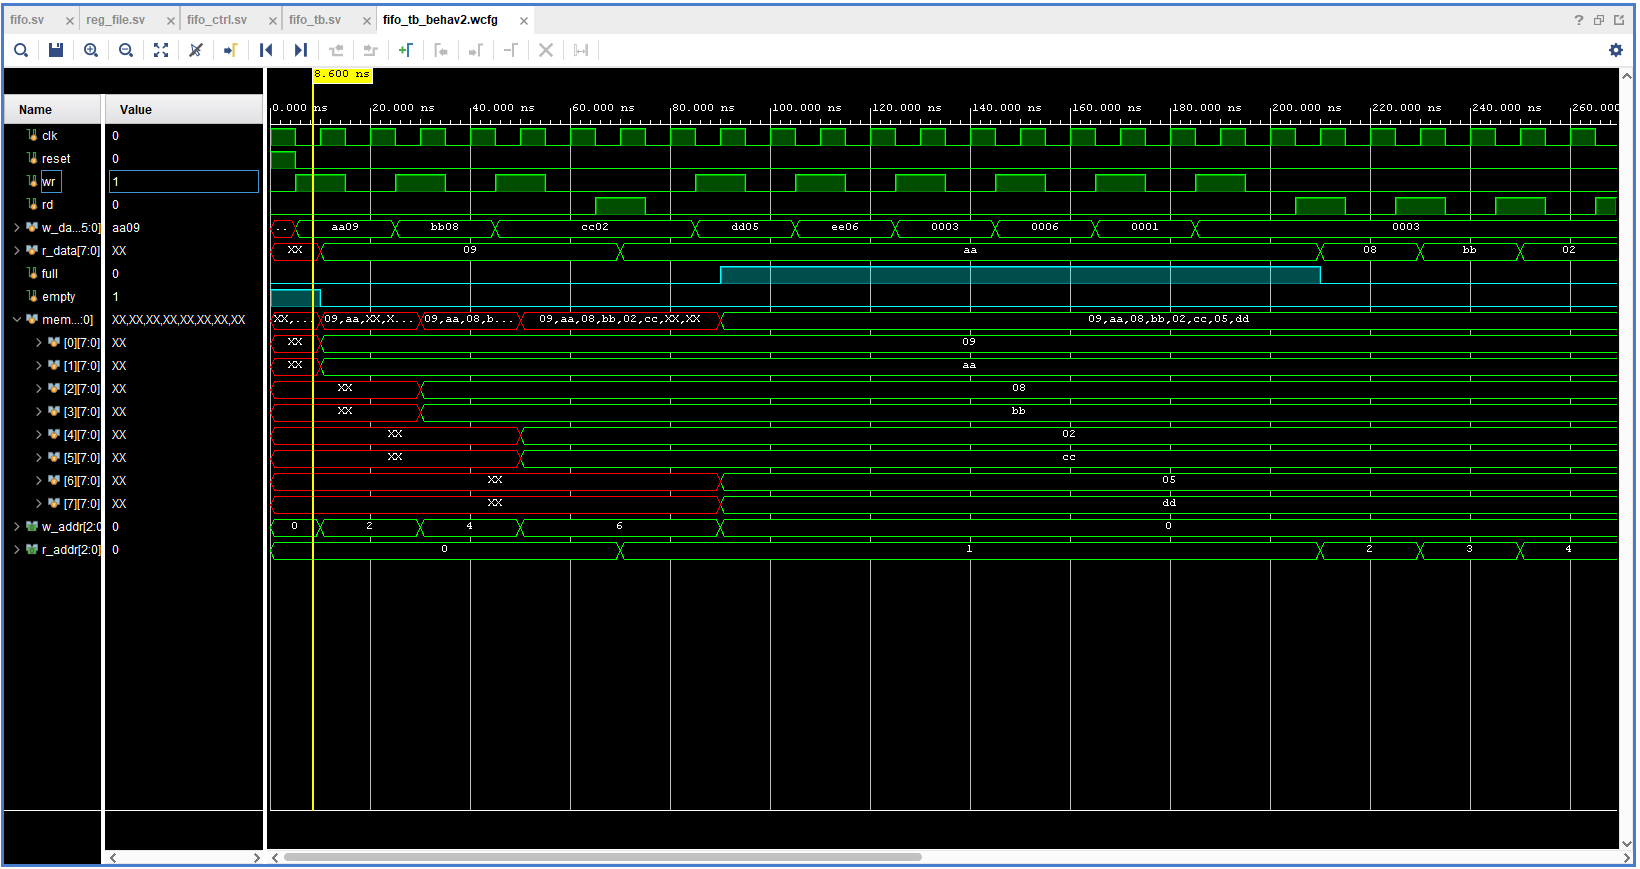 fifo.sv × reg_file.sv × fifo_ctrl.sv × fifo_tb.sv × fifo_tb_behav2.wcfg ×
8.600 ns
Name Value
0.000 ns 20.000 ns 40.000 ns 60.000 ns 80.000 ns 100.000 ns 120.000 ns 140.000 ns 160.000 ns 180.000 ns 200.000 ns 220.000 ns 240.000 ns 260.000
clk 0
reset 0
wr 1
rd 0
w_da...5:0] aa09 .. aa09 bb08 cc02 dd05 ee06 0003 0006 0001 0003
r_data[7:0] XX XX 09 aa 08 bb 02
full 0
empty 1
mem...:0] XX,XX,XX,XX,XX,XX,XX,XX XX,... 09,aa,XX,X... 09,aa,08,b... 09,aa,08,bb,02,cc,XX,XX 09,aa,08,bb,02,cc,05,dd
[0][7:0] XX XX 09
[1][7:0] XX XX aa
[2][7:0] XX XX 08
[3][7:0] XX XX bb
[4][7:0] XX XX 02
[5][7:0] XX XX cc
[6][7:0] XX XX 05
[7][7:0] XX XX dd
w_addr[2:0 0 0 2 4 6 0
r_addr[2:0] 0 0 1 2 3 4